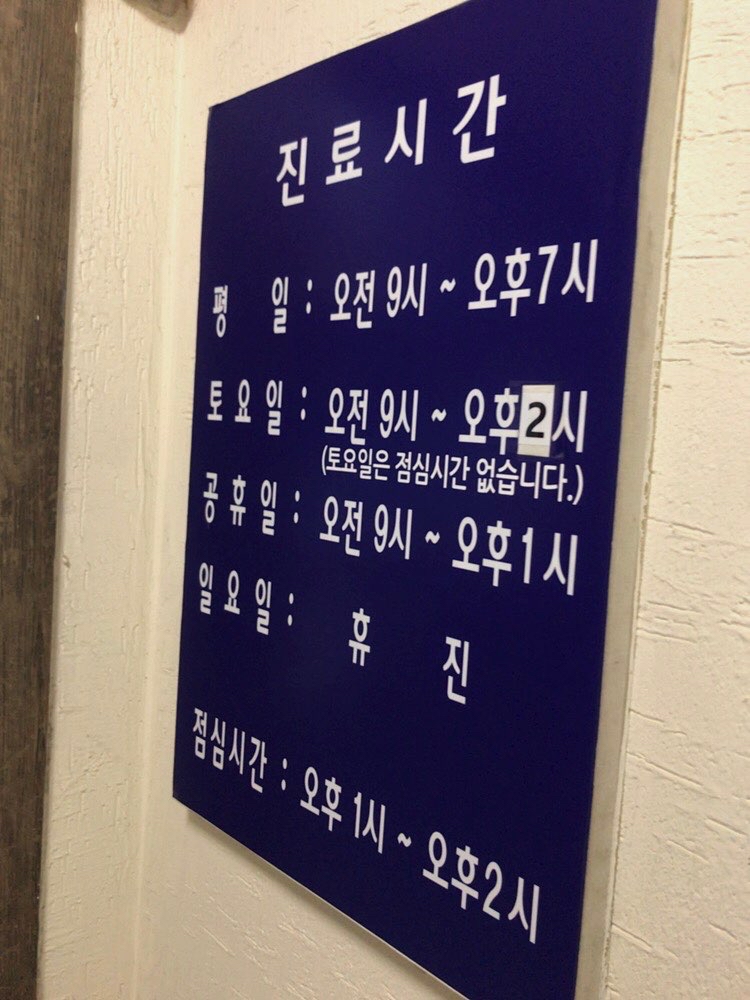 진료시간
평 일 : 오전 9시 ~ 오후7시
토요일 : 오전 9시 ~ 오후2시
(토요일은 점심시간 없습니다.)
공휴일 : 오전 9시 ~ 오후1시
일요일 : 휴 진
점심시간 : 오후 1시 ~ 오후2시